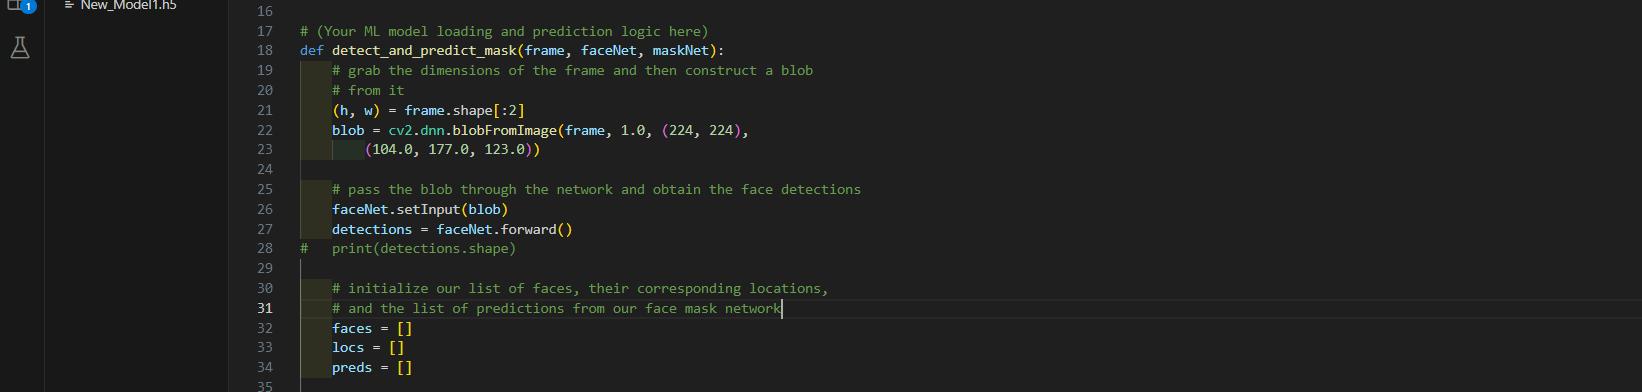 1
New_Model1.h5
16
17 # (Your ML model loading and prediction logic here)
18 def detect_and_predict_mask(frame, faceNet, maskNet):
19     # grab the dimensions of the frame and then construct a blob
20     # from it
21     (h, w) = frame.shape[:2]
22     blob = cv2.dnn.blobFromImage(frame, 1.0, (224, 224),
23         (104.0, 177.0, 123.0))
24
25     # pass the blob through the network and obtain the face detections
26     faceNet.setInput(blob)
27     detections = faceNet.forward()
28 #   print(detections.shape)
29
30     # initialize our list of faces, their corresponding locations,
31     # and the list of predictions from our face mask network
32     faces = []
33     locs = []
34     preds = []
35